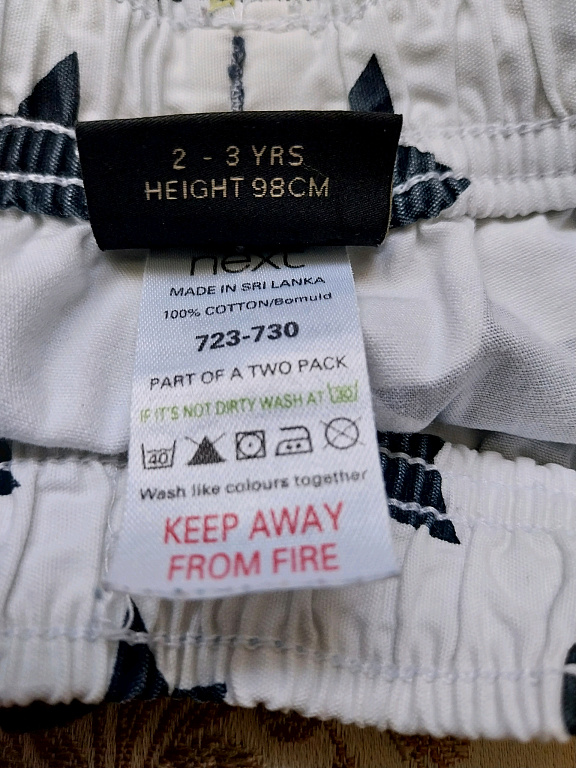 2 - 3 YRS
HEIGHT 98CM
next
MADE IN SRI LANKA
100% COTTON/Bomuld
723-730
PART OF A TWO PACK
IF IT'S NOT DIRTY WASH AT 30
40
Wash like colours together
KEEP AWAY
FROM FIRE